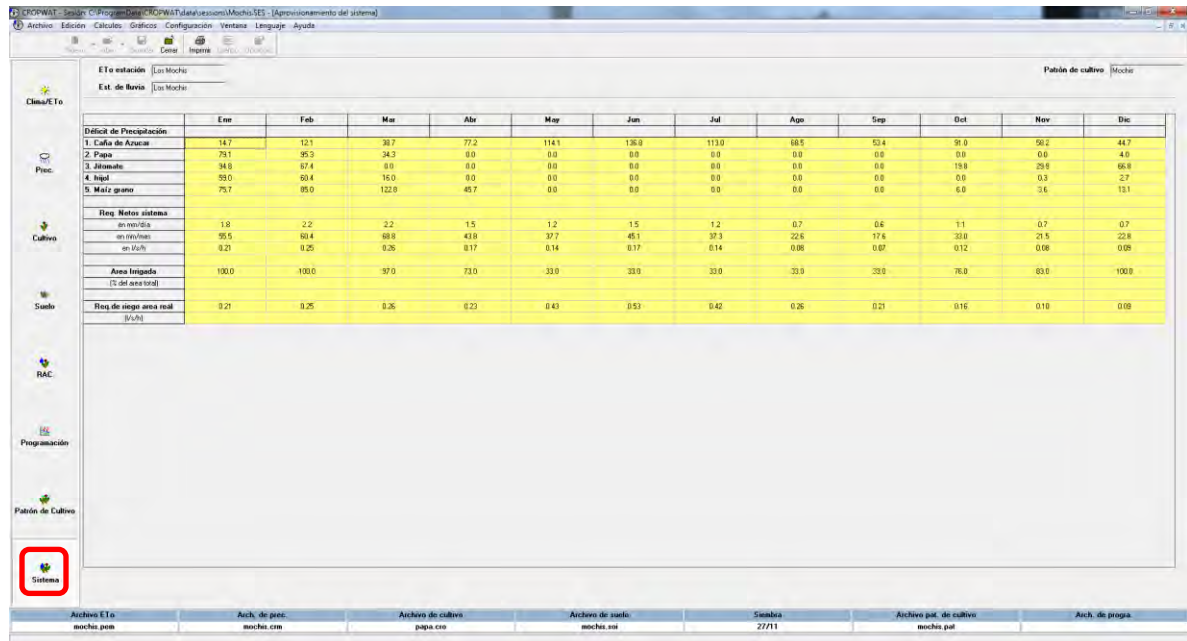 CROPWAT - Sesión: C:\ProgramData\CROPWAT\data\sessions\Mochis.SES - [Aprovisionamiento del sistema]
Archivo Edición Cálculos Gráficos Configuración Ventana Lenguaje Ayuda
Cerrar Imprimir
ETo estación Los Mochis Patrón de cultivo Mochis
Est. de lluvia Los Mochis
Clima/ETo
Prec.
Cultivo
Suelo
RAC
Programación
Patrón de Cultivo
Sistema
Ene Feb Mar Abr May Jun Jul Ago Sep Oct Nov Dic
Déficit de Precipitación
1. Caña de Azucar 14.7 12.1 38.7 77.2 114.1 136.8 113.0 68.5 53.4 91.0 58.2 44.7
2. Papa 79.1 95.3 34.3 0.0 0.0 0.0 0.0 0.0 0.0 0.0 0.0 4.0
3. Jitomate 94.8 67.4 0.0 0.0 0.0 0.0 0.0 0.0 0.0 19.8 29.9 66.8
4. frijol 59.0 60.4 16.0 0.0 0.0 0.0 0.0 0.0 0.0 0.0 0.3 2.7
5. Maíz grano 75.7 85.0 122.8 45.7 0.0 0.0 0.0 0.0 0.0 6.0 3.6 13.1
Req. Netos sistema
en mm/día 1.8 2.2 2.2 1.5 1.2 1.5 1.2 0.7 0.6 1.1 0.7 0.7
en mm/mes 55.5 60.4 68.8 43.8 37.7 45.1 37.3 22.6 17.6 33.0 21.5 22.8
en l/s/h 0.21 0.25 0.26 0.17 0.14 0.17 0.14 0.08 0.07 0.12 0.08 0.09
Area Irrigada 100.0 100.0 97.0 73.0 33.0 33.0 33.0 33.0 33.0 76.0 83.0 100.0
(% del area total)
Req.de riego area real 0.21 0.25 0.26 0.23 0.43 0.53 0.42 0.26 0.21 0.16 0.10 0.09
(l/s/h)
Archivo ETo Arch. de prec. Archivo de cultivo Archivo de suelo Siembra Archivo pat. de cultivo Arch. de progra.
mochis.pem mochis.crm papa.cro mochis.soi 27/11 mochis.pat